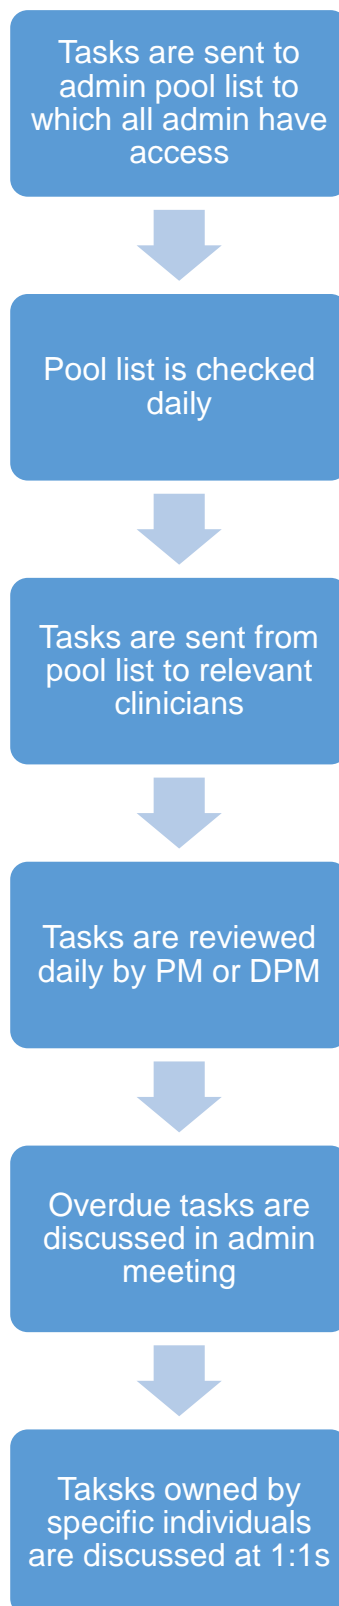 Tasks are sent to
admin pool list to
which all admin have
access
Pool list is checked
daily
Tasks are sent from
pool list to relevant
clinicians
Tasks are reviewed
daily by PM or DPM
Overdue tasks are
discussed in admin
meeting
Taksks owned by
specific individuals
are discussed at 1:1s